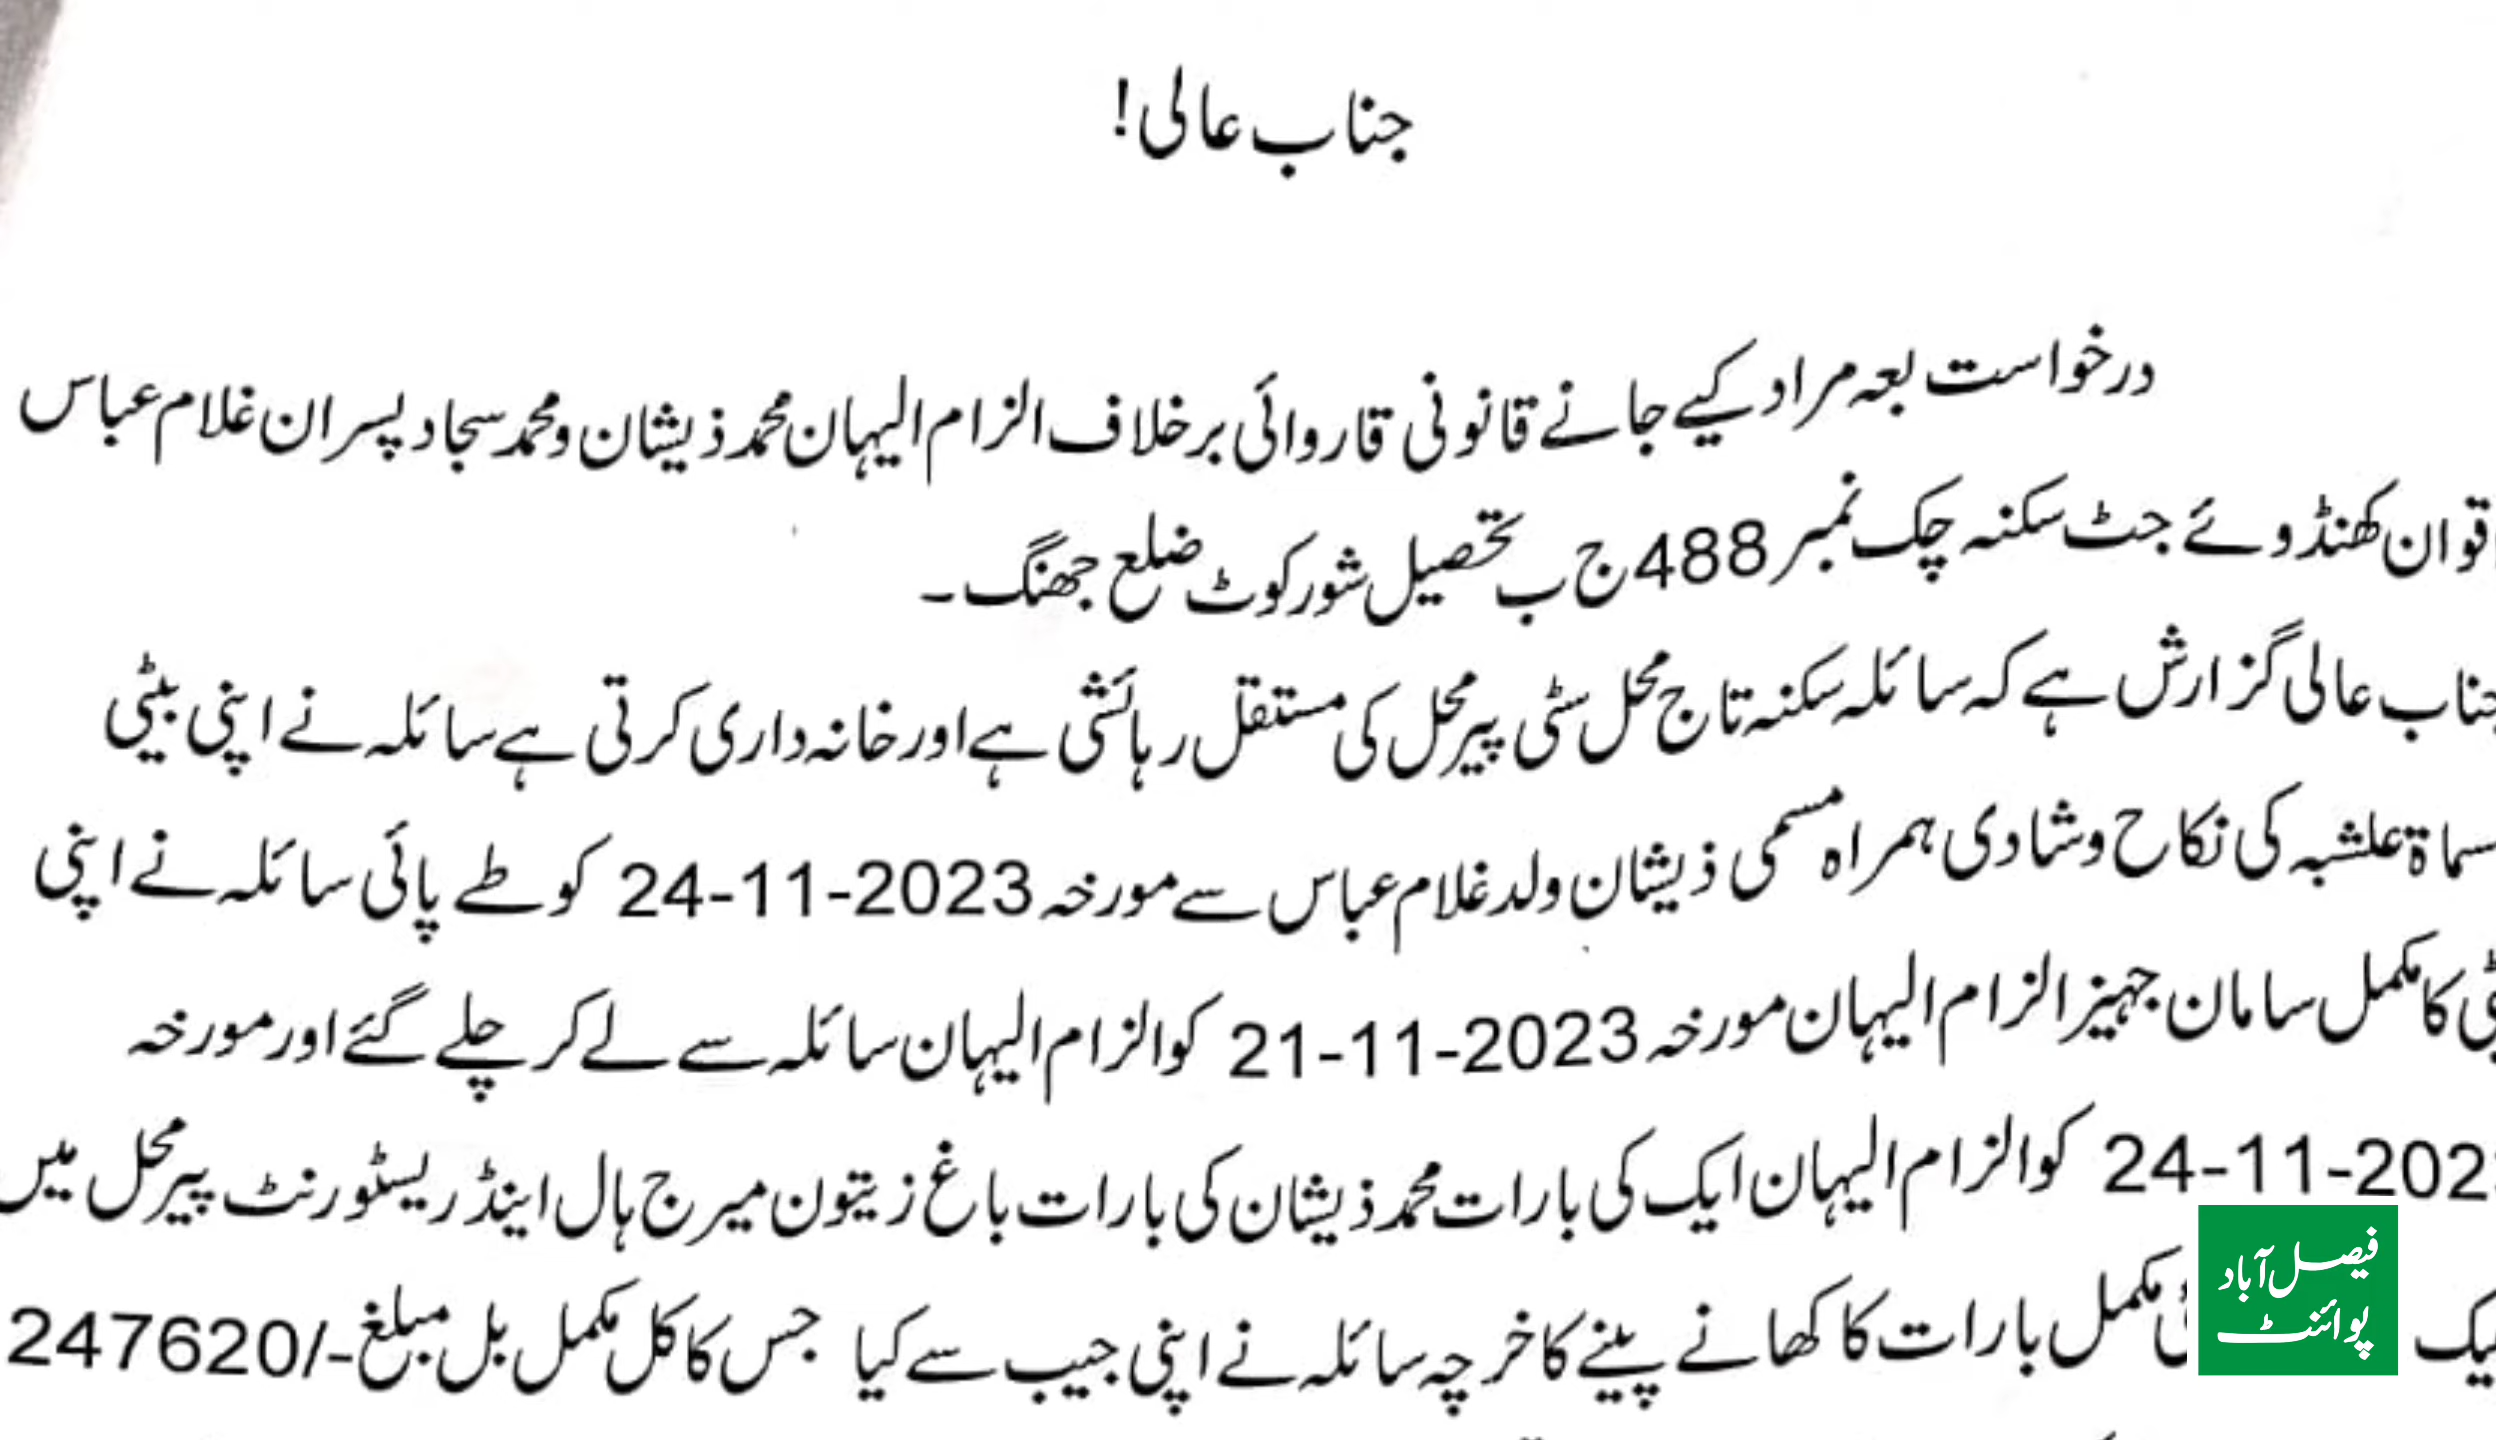 جناب عالی!
درخواست بعہ مراد کیے جانے قانونی قاروائی برخلاف الزام الیہان محمد ذیشان و محمد سجاد پسران غلام عباس
قوان کھنڈوئے جٹ سکنہ چک نمبر 488 ج ب تحصیل شورکوٹ ضلع جھنگ۔
جناب عالی گزارش ہے کہ سائلہ سکنہ تاج محل سٹی پیرمحل کی مستقل رہائشی ہے اور خانہ داری کرتی ہے سائلہ نے اپنی بیٹی
سماۃ علشبہ کی نکاح و شادی ہمراہ مسمی ذیشان ولد غلام عباس سے مورخہ 24-11-2023 کو طے پائی سائلہ نے اپنی
کا مکمل سامان جہیز الزام الیہان مورخہ 21-11-2023 کو الزام الیہان سائلہ سے لے کر چلے گئے اور مورخہ
24-11-202 کو الزام الیہان ایک کی بارات محمد ذیشان کی بارات باغ زیتون میرج ہال اینڈ ریسٹورنٹ پیرمحل میں
مکمل بارات کا کھانے پینے کا خرچہ سائلہ نے اپنی جیب سے کیا جس کا کل مکمل بل مبلغ -/247620
فیصل آباد
پوائنٹ